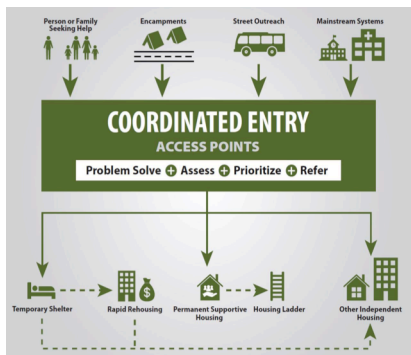 Person or Family
Seeking Help
Encampments
Street Outreach
Mainstream Systems
COORDINATED ENTRY
ACCESS POINTS
Problem Solve + Assess + Prioritize + Refer
Temporary Shelter
Rapid Rehousing
Permanent Supportive
Housing
Housing Ladder
Other Independent
Housing